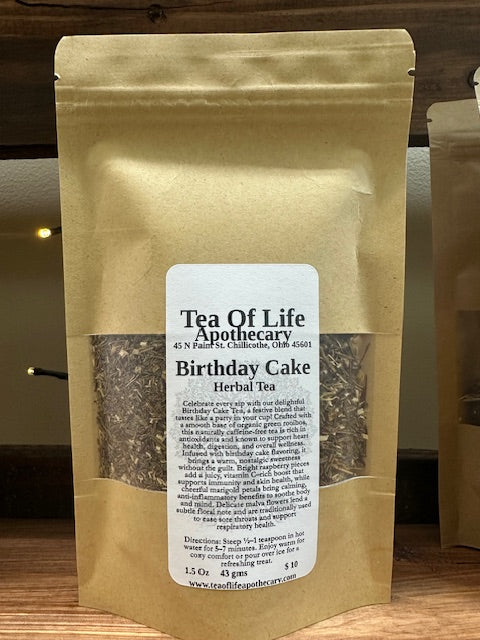 Tea Of Life
Apothecary
45 N Paint St. Chillicothe, Ohio 45601
Birthday Cake
Herbal Tea
Celebrate every sip with our delightful
Birthday Cake Tea, a festive blend that
tastes like a party in your cup! Crafted with
a smooth base of organic green rooibos,
this naturally caffeine-free tea is rich in
antioxidants and known to support heart
health, digestion, and overall wellness.
Infused with birthday cake flavoring, it
brings a warm, nostalgic sweetness
without the guilt. Bright raspberry pieces
add a juicy, vitamin C-rich boost that
supports immunity and skin health, while
cheerful marigold petals bring calming,
anti-inflammatory benefits to soothe body
and mind. Delicate malva flowers lend a
subtle floral note and are traditionally used
to ease sore throats and support
respiratory health.
Directions: Steep ½–1 teaspoon in hot
water for 5–7 minutes. Enjoy warm for
cozy comfort or pour over ice for a
refreshing treat.
1.5 Oz 43 gms $ 10
www.teaoflifeapothecary.com